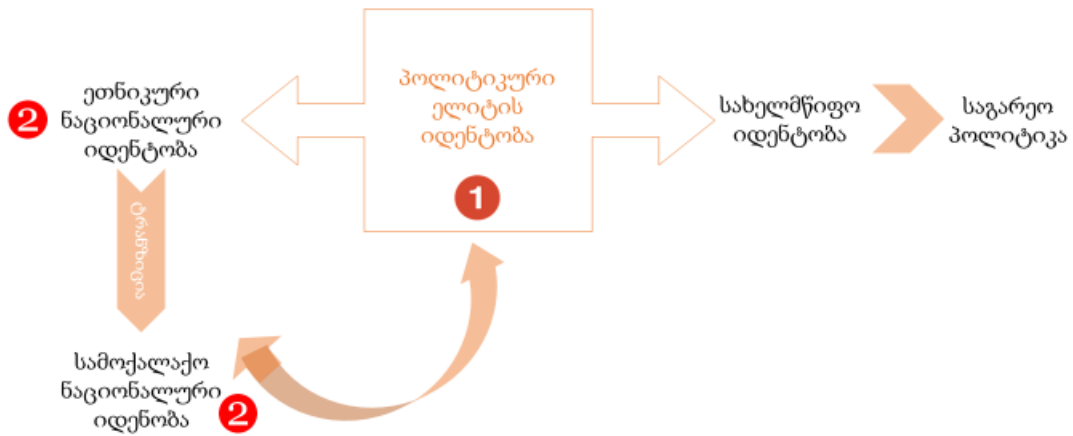 2
ეთნიკური
ნაციონალური
იდენტობა
პოლიტიკური
ელიტის
იდენტობა
1
სახელმწიფო
იდენტობა
საგარეო
პოლიტიკა
სამოქალაქო
ნაციონალური
იდენობა
2